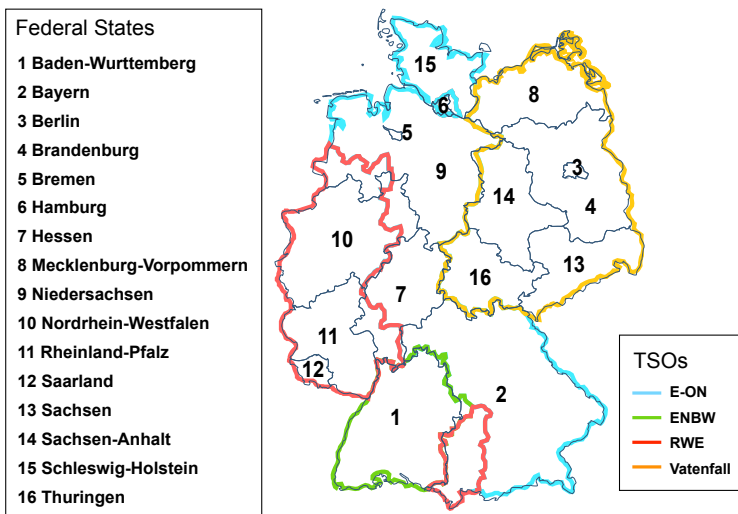 Federal States
1 Baden-Wurttemberg
2 Bayern
3 Berlin
4 Brandenburg
5 Bremen
6 Hamburg
7 Hessen
8 Mecklenburg-Vorpommern
9 Niedersachsen
10 Nordrhein-Westfalen
11 Rheinland-Pfalz
12 Saarland
13 Sachsen
14 Sachsen-Anhalt
15 Schleswig-Holstein
16 Thuringen
15
8
6
5
3
9
14
4
10
13
16
7
11
12
2
1
TSOs
E-ON
ENBW
RWE
Vatenfall